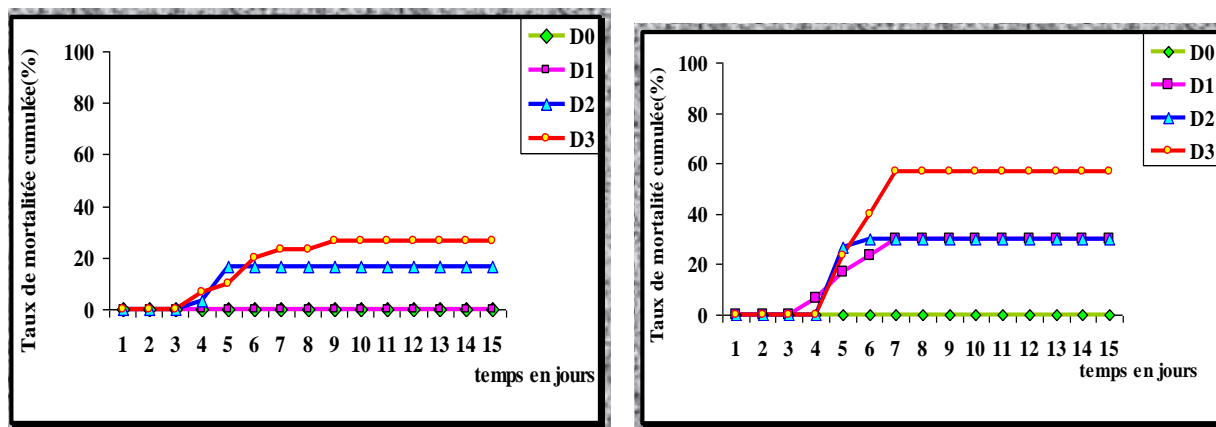 Taux de mortalitée cumulée(%)
100
80
60
40
20
0
1 2 3 4 5 6 7 8 9 10 11 12 13 14 15
temps en jours
D0
D1
D2
D3
Taux de mortalité cumulée(%)
100
80
60
40
20
0
1 2 3 4 5 6 7 8 9 10 11 12 13 14 15
temps en jours
D0
D1
D2
D3